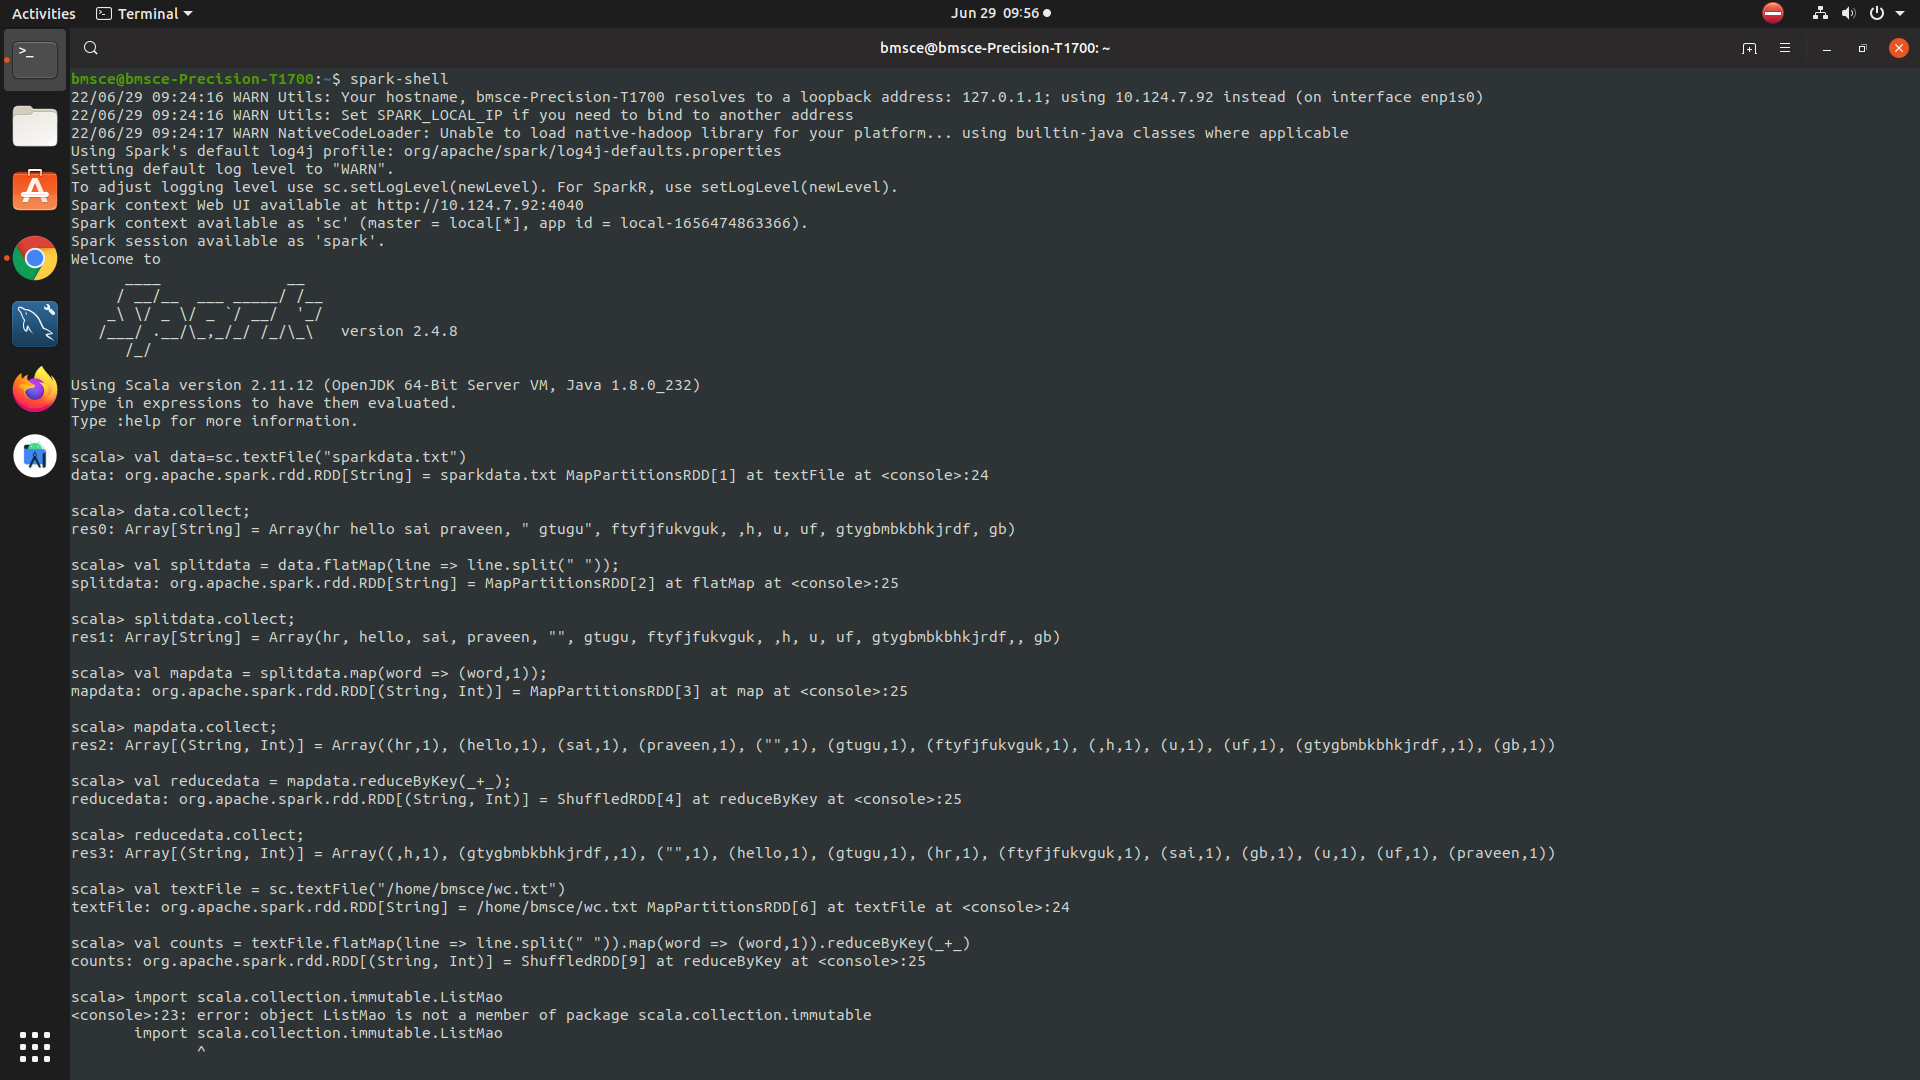 Activities
Terminal
Jun 29 09:56
bmsce@bmsce-Precision-T1700: ~
bmsce@bmsce-Precision-T1700:~$ spark-shell
22/06/29 09:24:16 WARN Utils: Your hostname, bmsce-Precision-T1700 resolves to a loopback address: 127.0.1.1; using 10.124.7.92 instead (on interface enp1s0)
22/06/29 09:24:16 WARN Utils: Set SPARK_LOCAL_IP if you need to bind to another address
22/06/29 09:24:17 WARN NativeCodeLoader: Unable to load native-hadoop library for your platform... using builtin-java classes where applicable
Using Spark's default log4j profile: org/apache/spark/log4j-defaults.properties
Setting default log level to "WARN".
To adjust logging level use sc.setLogLevel(newLevel). For SparkR, use setLogLevel(newLevel).
Spark context Web UI available at http://10.124.7.92:4040
Spark context available as 'sc' (master = local[*], app id = local-1656474863366).
Spark session available as 'spark'.
Welcome to
      ____              __
     / __/__  ___ _____/ /__
    _\ \/ _ \/ _ `/ __/  '_/
   /___/ .__/\_,_/_/ /_/\_\   version 2.4.8
      /_/
Using Scala version 2.11.12 (OpenJDK 64-Bit Server VM, Java 1.8.0_232)
Type in expressions to have them evaluated.
Type :help for more information.
scala> val data=sc.textFile("sparkdata.txt")
data: org.apache.spark.rdd.RDD[String] = sparkdata.txt MapPartitionsRDD[1] at textFile at <console>:24
scala> data.collect;
res0: Array[String] = Array(hr hello sai praveen, " gtugu", ftyfjfukvguk, ,h, u, uf, gtygbmbkbhkjrdf, gb)
scala> val splitdata = data.flatMap(line => line.split(" "));
splitdata: org.apache.spark.rdd.RDD[String] = MapPartitionsRDD[2] at flatMap at <console>:25
scala> splitdata.collect;
res1: Array[String] = Array(hr, hello, sai, praveen, "", gtugu, ftyfjfukvguk, ,h, u, uf, gtygbmbkbhkjrdf,, gb)
scala> val mapdata = splitdata.map(word => (word,1));
mapdata: org.apache.spark.rdd.RDD[(String, Int)] = MapPartitionsRDD[3] at map at <console>:25
scala> mapdata.collect;
res2: Array[(String, Int)] = Array((hr,1), (hello,1), (sai,1), (praveen,1), ("",1), (gtugu,1), (ftyfjfukvguk,1), (,h,1), (u,1), (uf,1), (gtygbmbkbhkjrdf,,1), (gb,1))
scala> val reducedata = mapdata.reduceByKey(_+_);
reducedata: org.apache.spark.rdd.RDD[(String, Int)] = ShuffledRDD[4] at reduceByKey at <console>:25
scala> reducedata.collect;
res3: Array[(String, Int)] = Array((,h,1), (gtygbmbkbhkjrdf,,1), ("",1), (hello,1), (gtugu,1), (hr,1), (ftyfjfukvguk,1), (sai,1), (gb,1), (u,1), (uf,1), (praveen,1))
scala> val textFile = sc.textFile("/home/bmsce/wc.txt")
textFile: org.apache.spark.rdd.RDD[String] = /home/bmsce/wc.txt MapPartitionsRDD[6] at textFile at <console>:24
scala> val counts = textFile.flatMap(line => line.split(" ")).map(word => (word,1)).reduceByKey(_+_)
counts: org.apache.spark.rdd.RDD[(String, Int)] = ShuffledRDD[9] at reduceByKey at <console>:25
scala> import scala.collection.immutable.ListMao
<console>:23: error: object ListMao is not a member of package scala.collection.immutable
       import scala.collection.immutable.ListMao
              ^